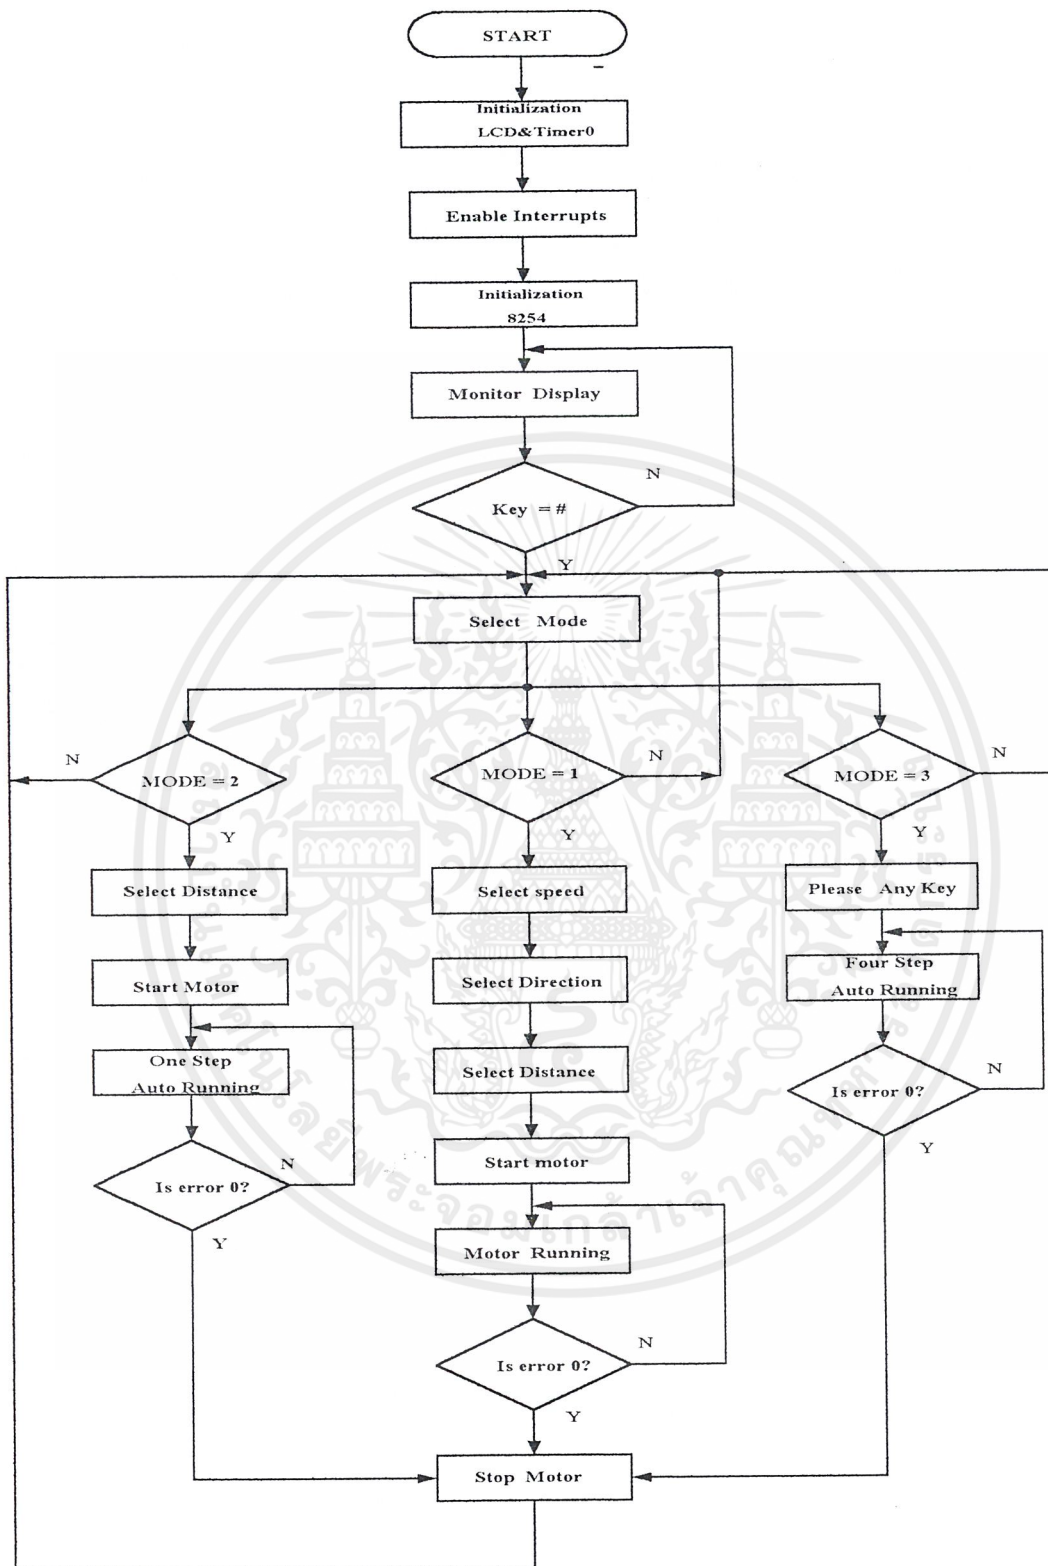 START
Initialization
LCD&Timer0
Enable Interrupts
Initialization
8254
Monitor Display
Key = #
N
Y
Select Mode
MODE = 2
N
Y
MODE = 1
N
Y
MODE = 3
N
Y
Select Distance
Start Motor
One Step
Auto Running
Is error 0?
N
Y
Select speed
Select Direction
Select Distance
Start motor
Motor Running
Is error 0?
N
Y
Please Any Key
Four Step
Auto Running
Is error 0?
N
Y
Stop Motor